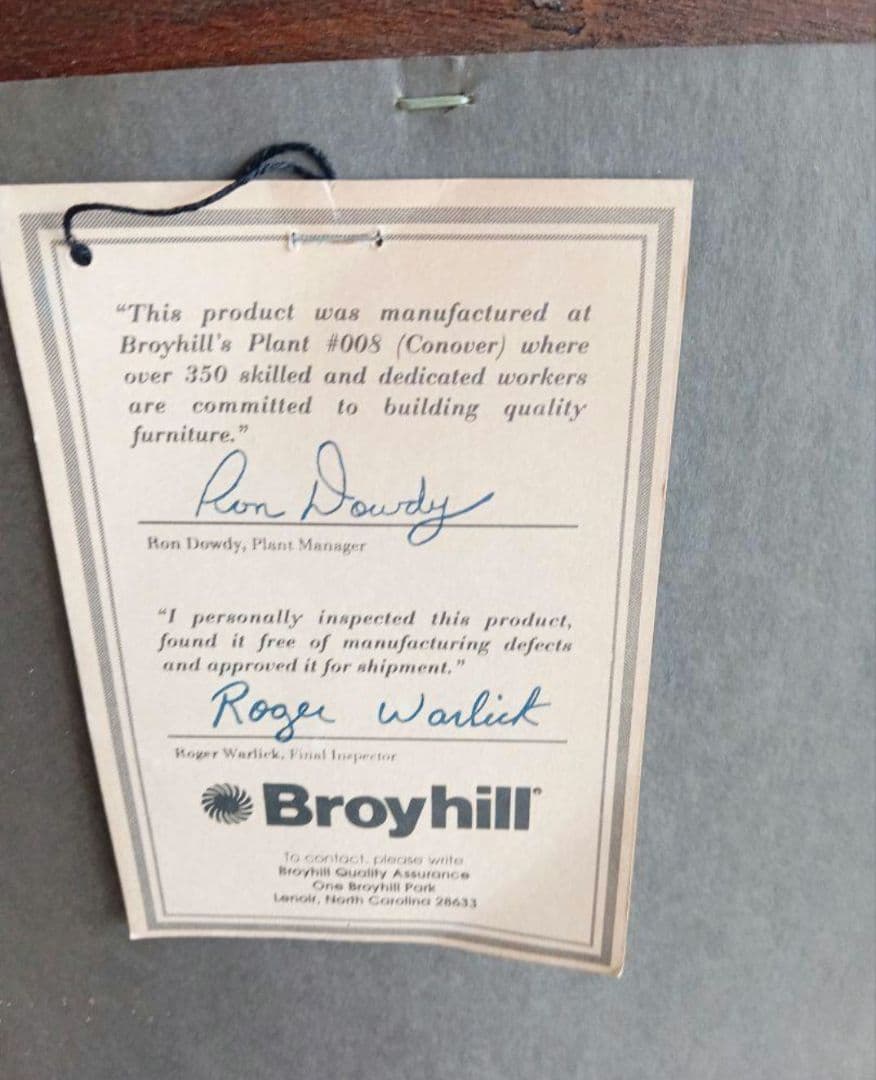 “This product was manufactured at
Broyhill's Plant #008 (Conover) where
over 350 skilled and dedicated workers
are committed to building quality
furniture.”
Ron Dowdy
Ron Dowdy, Plant Manager
“I personally inspected this product,
found it free of manufacturing defects
and approved it for shipment.”
Roger Warlick
Roger Warlick, Final Inspector
Broyhill®
To contact, please write
Broyhill Quality Assurance
One Broyhill Park
Lenoir, North Carolina 28633